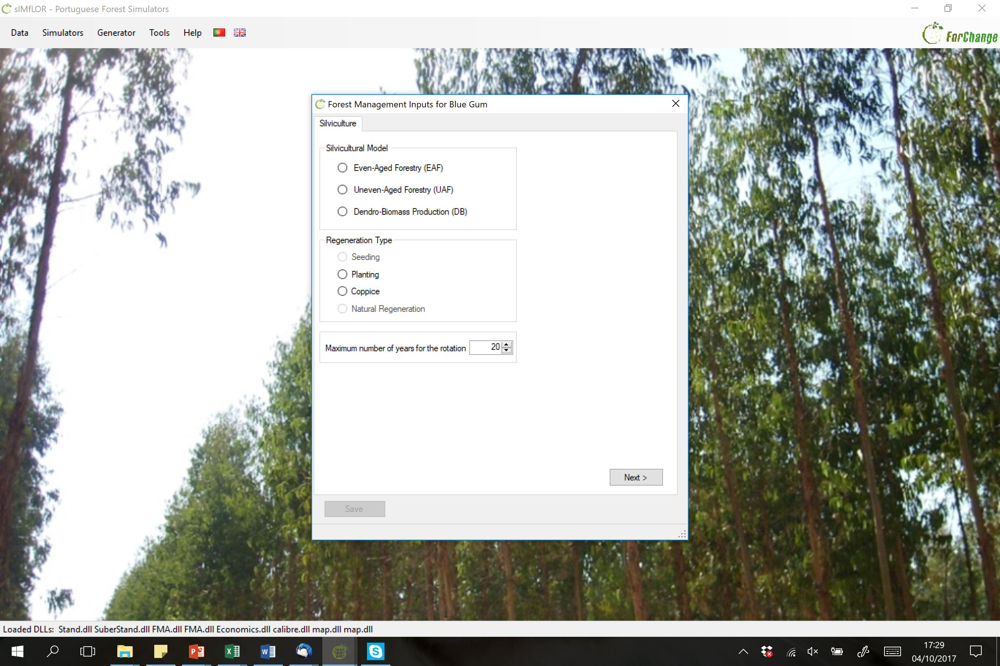 sIMfLOR - Portuguese Forest Simulators
Data Simulators Generator Tools Help
ForChange
Forest Management Inputs for Blue Gum
Silviculture
Silvicultural Model
Even-Aged Forestry (EAF)
Uneven-Aged Forestry (UAF)
Dendro-Biomass Production (DB)
Regeneration Type
Seeding
Planting
Coppice
Natural Regeneration
Maximum number of years for the rotation 20
Next >
Save
Loaded DLLs: Stand.dll SuberStand.dll FMA.dll FMA.dll Economics.dll calibre.dll map.dll map.dll
17:29
04/10/2017